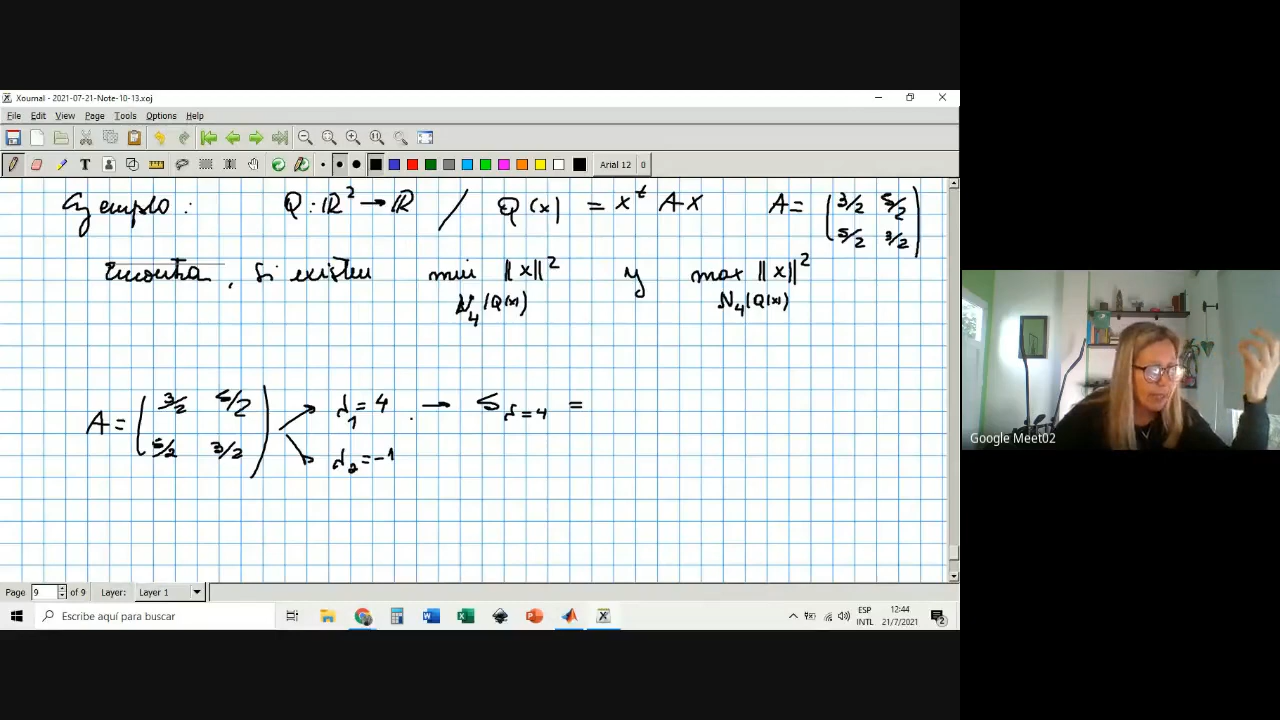 Xournal - 2021-07-21-Note-10-13.xoj
File Edit View Page Tools Options Help
T Arial 12 0
Ejemplo : Q : ℝ² → ℝ / Q(x) = xᵗ A x A = ( 3/2 5/2
5/2 3/2 )
Encontrar, si existen min ||x||² y max ||x||²
N₄(Q(x)) N₄(Q(x))
A = ( 3/2 5/2 λ₁ = 4 → S λ=4 =
5/2 3/2 ) λ₂ = -1
Google Meet02
Page 9 of 9 Layer: Layer 1
Escribe aquí para buscar
ESP 12:44
INTL 21/7/2021 2